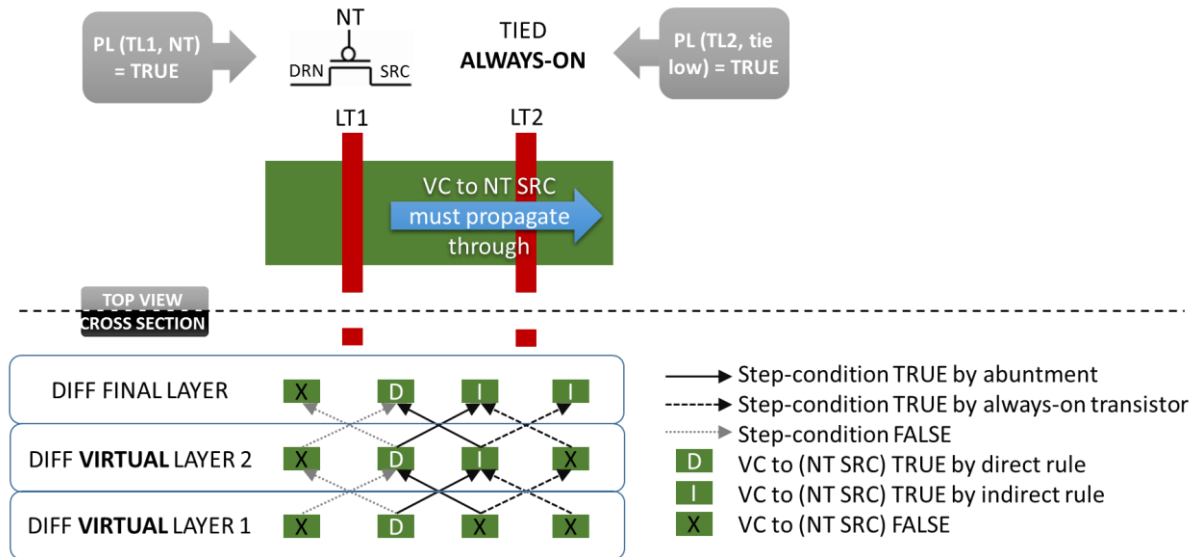 PL (TL1, NT)
= TRUE
NT
DRN
SRC
TIED
ALWAYS-ON
PL (TL2, tie
low) = TRUE
LT1
LT2
VC to NT SRC
must propagate
through
TOP VIEW
CROSS SECTION
DIFF FINAL LAYER
X
D
I
I
DIFF VIRTUAL LAYER 2
X
D
I
X
DIFF VIRTUAL LAYER 1
X
D
X
X
Step-condition TRUE by abuntment
Step-condition TRUE by always-on transistor
Step-condition FALSE
D VC to (NT SRC) TRUE by direct rule
I VC to (NT SRC) TRUE by indirect rule
X VC to (NT SRC) FALSE